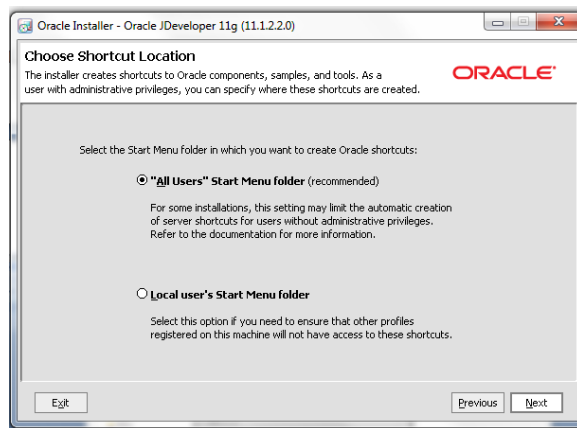 Oracle Installer - Oracle JDeveloper 11g (11.1.2.2.0)
Choose Shortcut Location
The installer creates shortcuts to Oracle components, samples, and tools. As a
user with administrative privileges, you can specify where these shortcuts are created.
ORACLE
Select the Start Menu folder in which you want to create Oracle shortcuts:
"All Users" Start Menu folder (recommended)
For some installations, this setting may limit the automatic creation
of server shortcuts for users without administrative privileges.
Refer to the documentation for more information.
Local user's Start Menu folder
Select this option if you need to ensure that other profiles
registered on this machine will not have access to these shortcuts.
Exit
Previous
Next